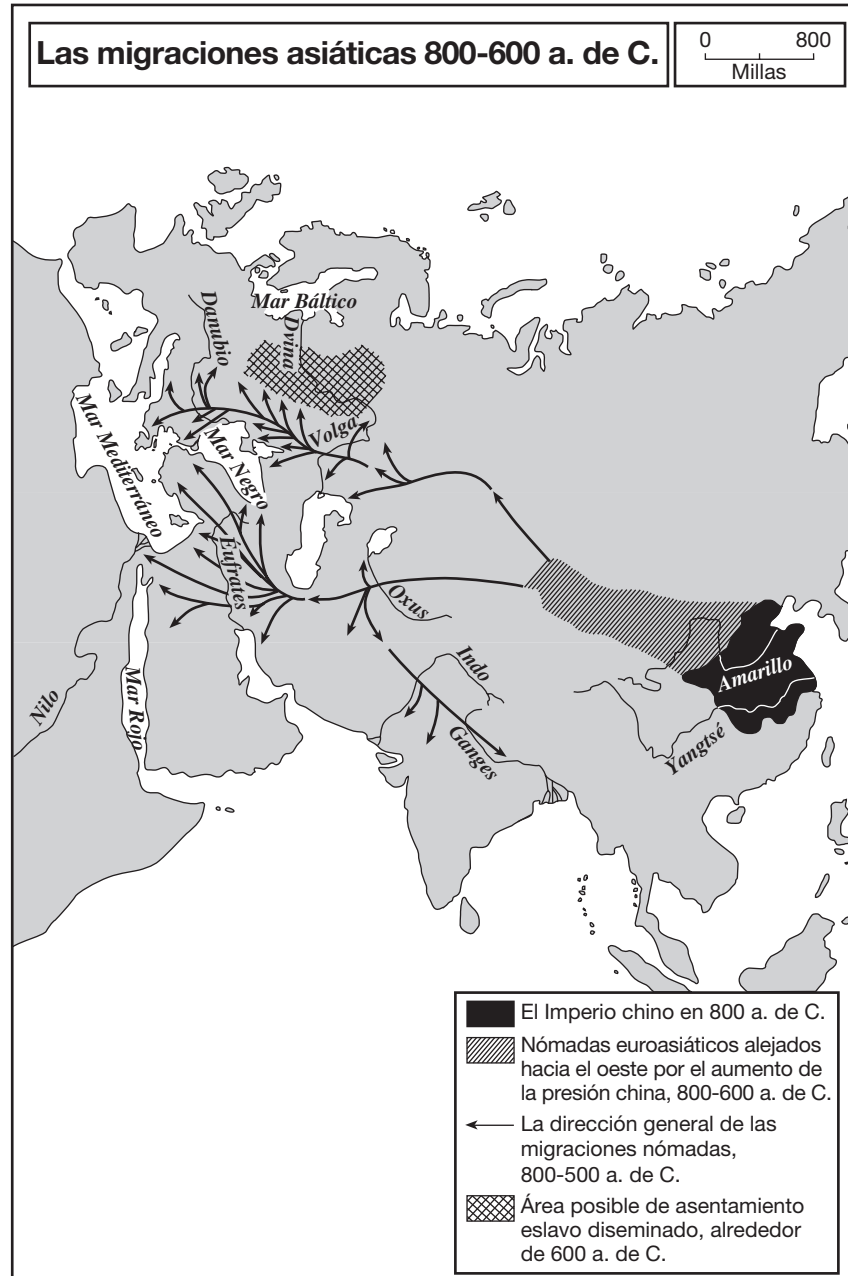 Las migraciones asiáticas 800-600 a. de C.
0 800
Millas
Mar Báltico
Danubio
Dvina
Volga
Mar Negro
Mar Mediterráneo
Éufrates
Oxus
Indo
Ganges
Nilo
Mar Rojo
Amarillo
Yangtsé
El Imperio chino en 800 a. de C.
Nómadas euroasiáticos alejados
hacia el oeste por el aumento de
la presión china, 800-600 a. de C.
La dirección general de las
migraciones nómadas,
800-500 a. de C.
Área posible de asentamiento
eslavo diseminado, alrededor
de 600 a. de C.